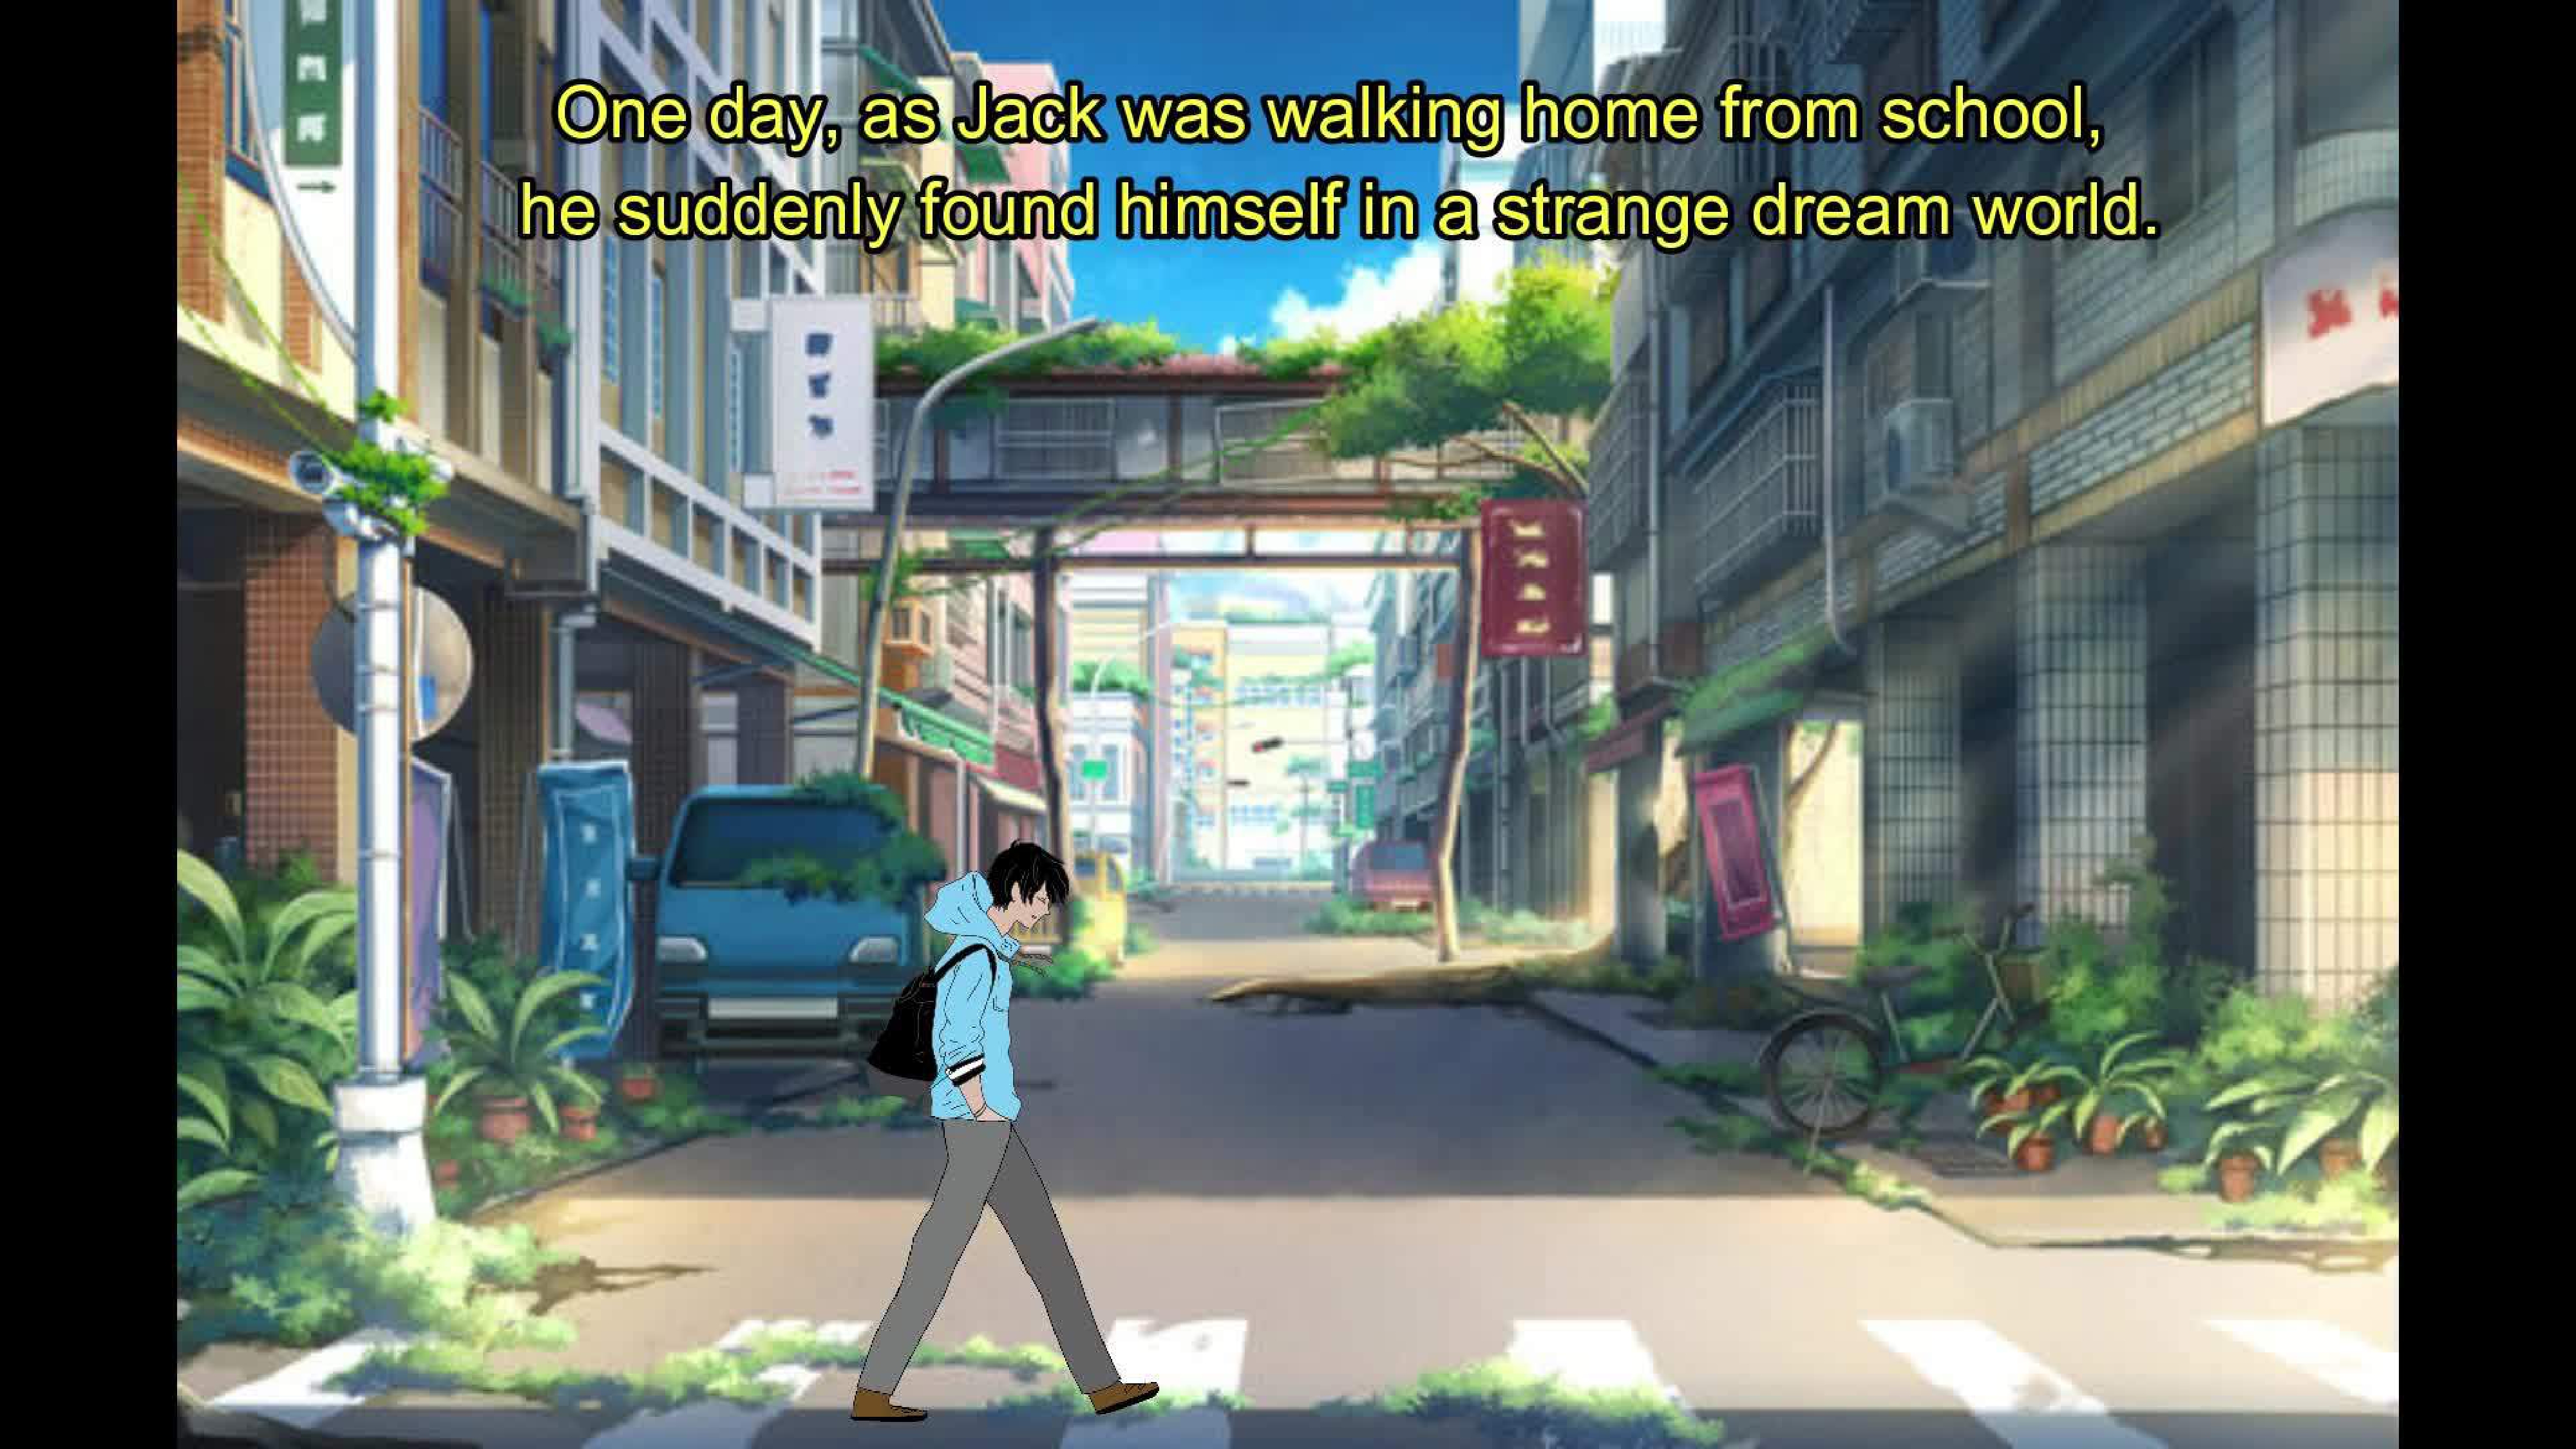 One day, as Jack was walking home from school,
he suddenly found himself in a strange dream world.